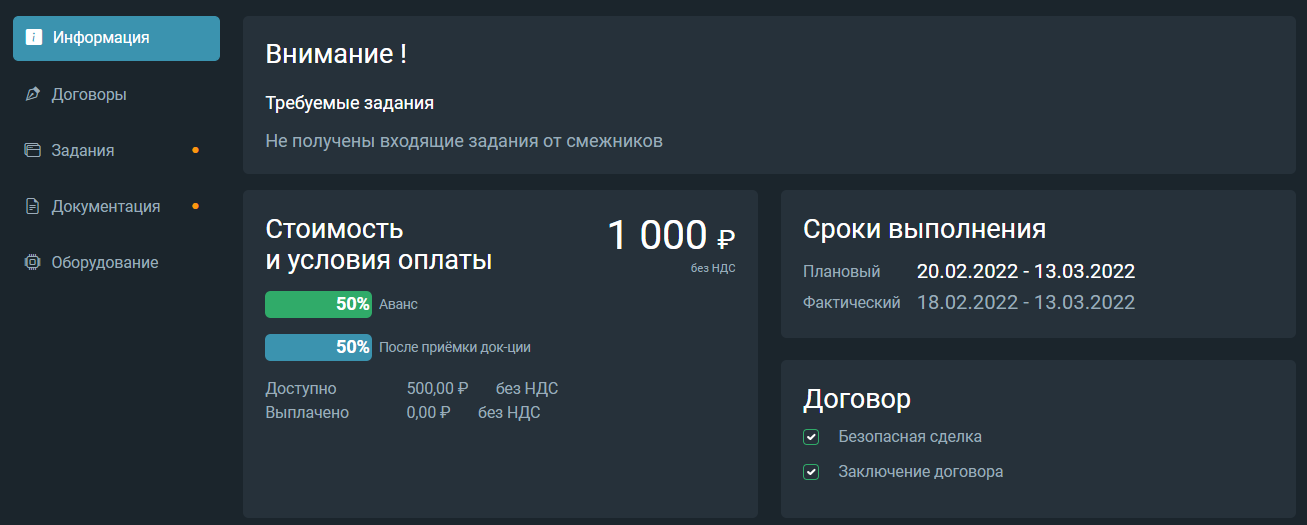 Информация
Договоры
Задания
Документация
Оборудование
Внимание !
Требуемые задания
Не получены входящие задания от смежников
Стоимость
и условия оплаты
1 000 ₽
без НДС
50% Аванс
50% После приёмки док-ции
Доступно 500,00 ₽ без НДС
Выплачено 0,00 ₽ без НДС
Сроки выполнения
Плановый 20.02.2022 - 13.03.2022
Фактический 18.02.2022 - 13.03.2022
Договор
Безопасная сделка
Заключение договора